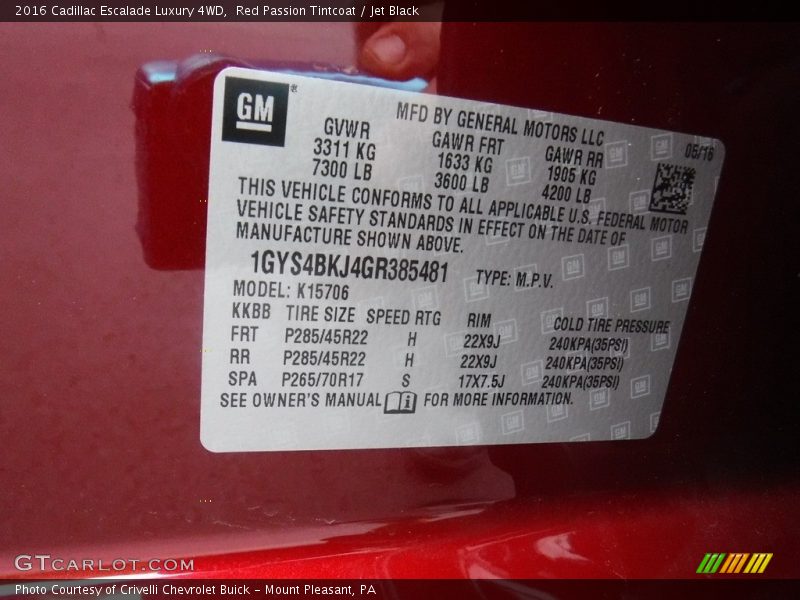 2016 Cadillac Escalade Luxury 4WD, Red Passion Tintcoat / Jet Black
GM®
MFD BY GENERAL MOTORS LLC
05/16
GVWR GAWR FRT GAWR RR
3311 KG 1633 KG 1905 KG
7300 LB 3600 LB 4200 LB
THIS VEHICLE CONFORMS TO ALL APPLICABLE U.S. FEDERAL MOTOR
VEHICLE SAFETY STANDARDS IN EFFECT ON THE DATE OF
MANUFACTURE SHOWN ABOVE.
1GYS4BKJ4GR385481 TYPE: M.P.V.
MODEL: K15706
KKBB TIRE SIZE SPEED RTG RIM COLD TIRE PRESSURE
FRT P285/45R22 H 22X9J 240KPA(35PSI)
RR P285/45R22 H 22X9J 240KPA(35PSI)
SPA P265/70R17 S 17X7.5J 240KPA(35PSI)
SEE OWNER'S MANUAL FOR MORE INFORMATION.
GTCARLOT.COM
Photo Courtesy of Crivelli Chevrolet Buick - Mount Pleasant, PA